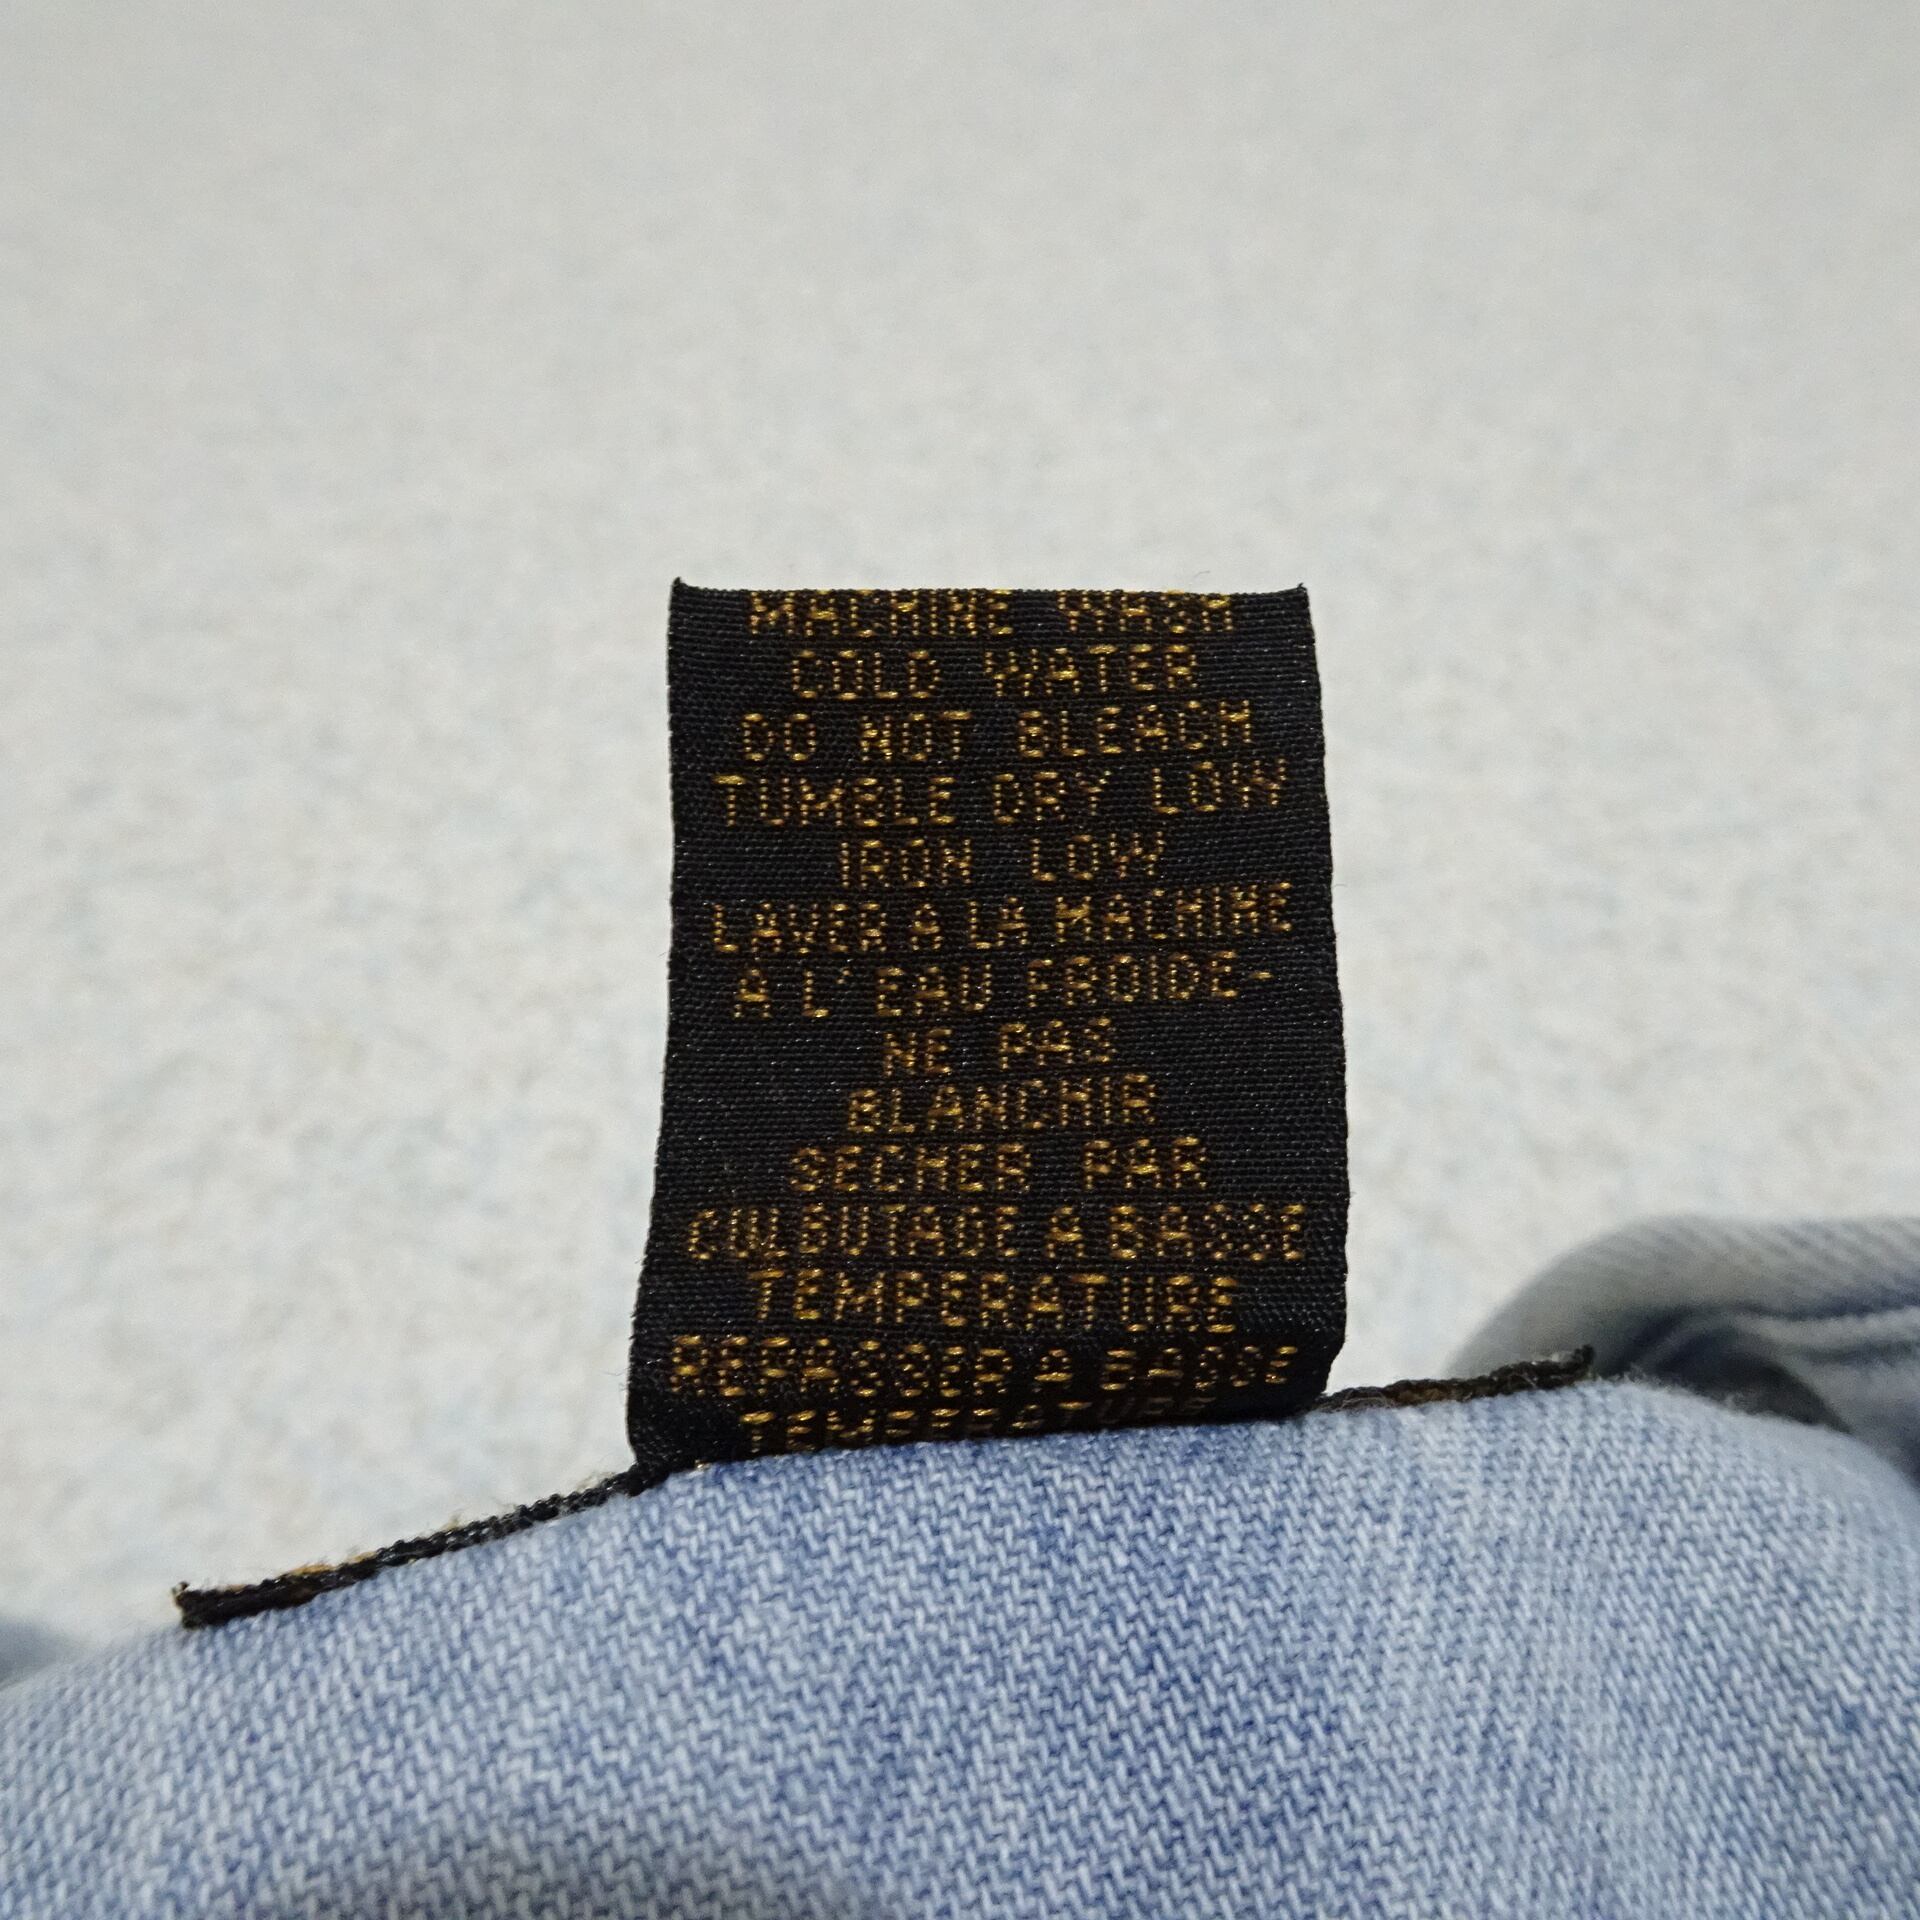 MACHINE WASH
COLD WATER
DO NOT BLEACH
TUMBLE DRY LOW
IRON LOW
LAVER A LA MACHINE
A L' EAU FROIDE-
NE PAS
BLANCHIR
SECHER PAR
CULBUTAGE A BASSE
TEMPERATURE
REPASSER A BASSE
TEMPERATURE